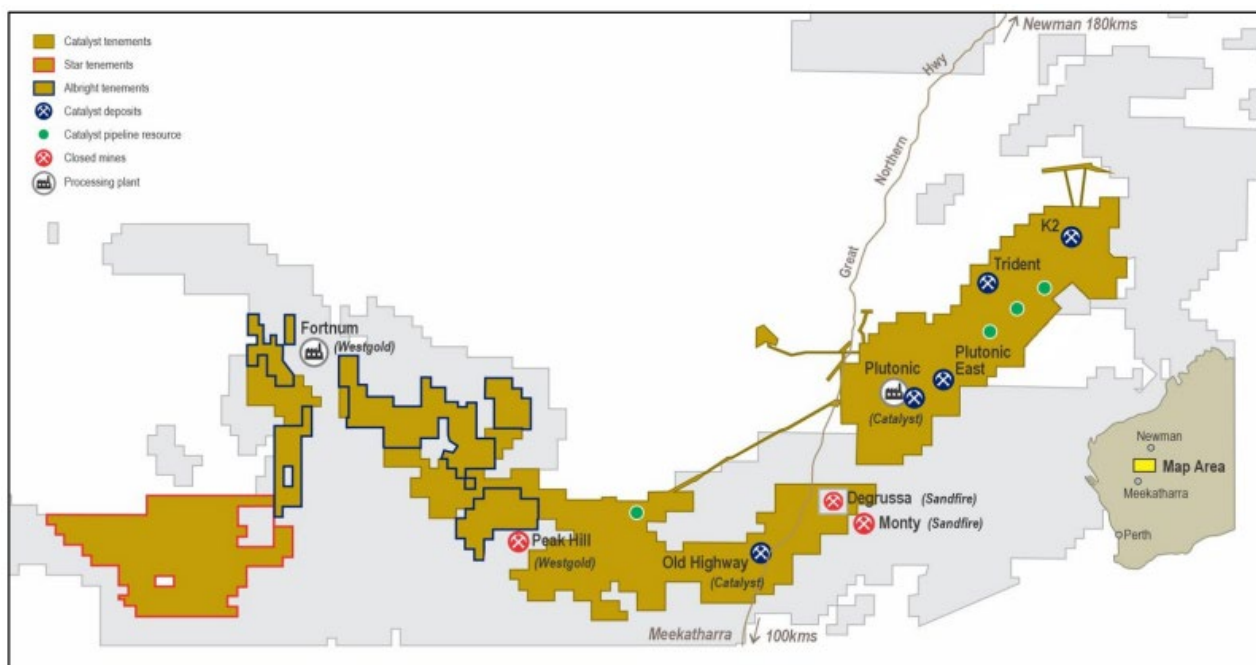 Newman 180kms
Catalyst tenements
Star tenements
Albright tenements
Catalyst deposits
Catalyst pipeline resource
Closed mines
Processing plant
Hwy
Northern
Great
K2
Trident
Fortnum
(Westgold)
Plutonic
East
Plutonic
(Catalyst)
Newman
Map Area
Meekatharra
Perth
Degrussa (Sandfire)
Monty (Sandfire)
Peak Hill
(Westgold)
Old Highway
(Catalyst)
Meekatharra
100kms